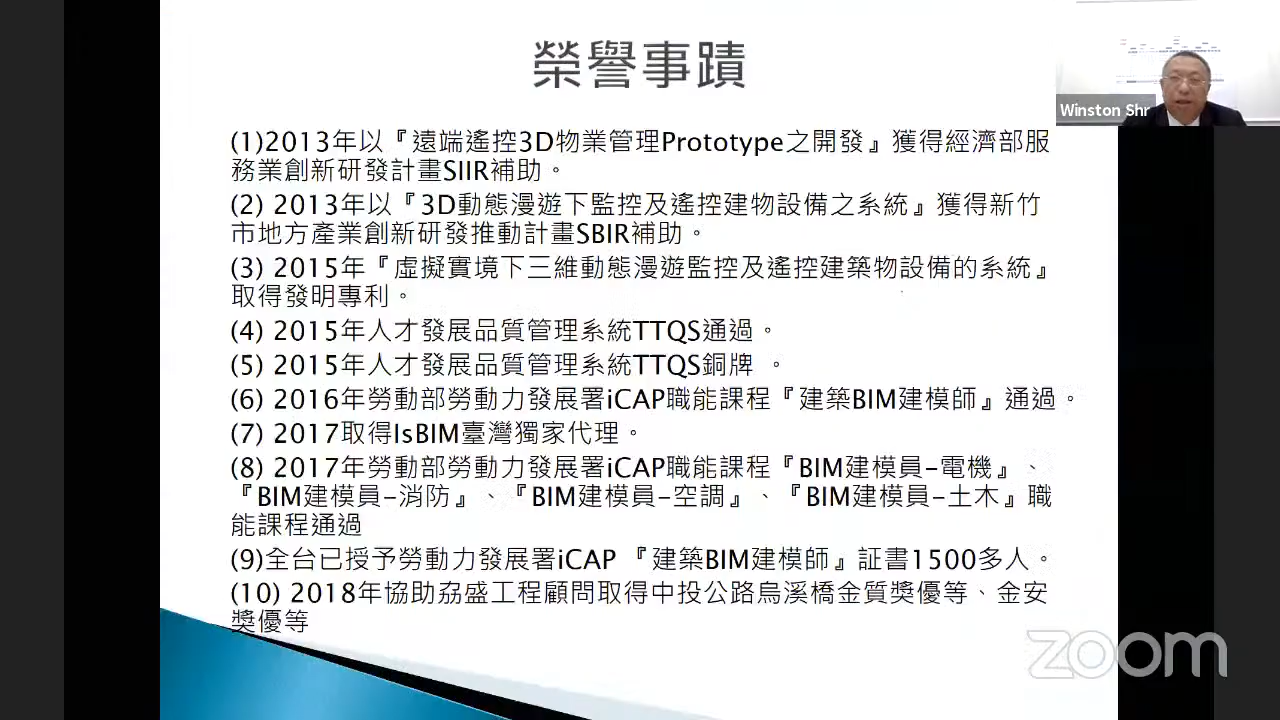 榮譽事蹟
(1)2013年以『遠端遙控3D物業管理Prototype之開發』獲得經濟部服
務業創新研發計畫SIIR補助。
(2) 2013年以『3D動態漫遊下監控及遙控建物設備之系統』獲得新竹
市地方產業創新研發推動計畫SBIR補助。
(3) 2015年『虛擬實境下三維動態漫遊監控及遙控建築物設備的系統』
取得發明專利。
(4) 2015年人才發展品質管理系統TTQS通過。
(5) 2015年人才發展品質管理系統TTQS銅牌 。
(6) 2016年勞動部勞動力發展署iCAP職能課程『建築BIM建模師』通過。
(7) 2017取得IsBIM臺灣獨家代理。
(8) 2017年勞動部勞動力發展署iCAP職能課程『BIM建模員-電機』、
『BIM建模員-消防』、『BIM建模員-空調』、『BIM建模員-土木』職
能課程通過
(9)全台已授予勞動力發展署iCAP 『建築BIM建模師』証書1500多人。
(10) 2018年協助茘盛工程顧問取得中投公路烏溪橋金質獎優等、金安
獎優等
Winston Shr
zoom